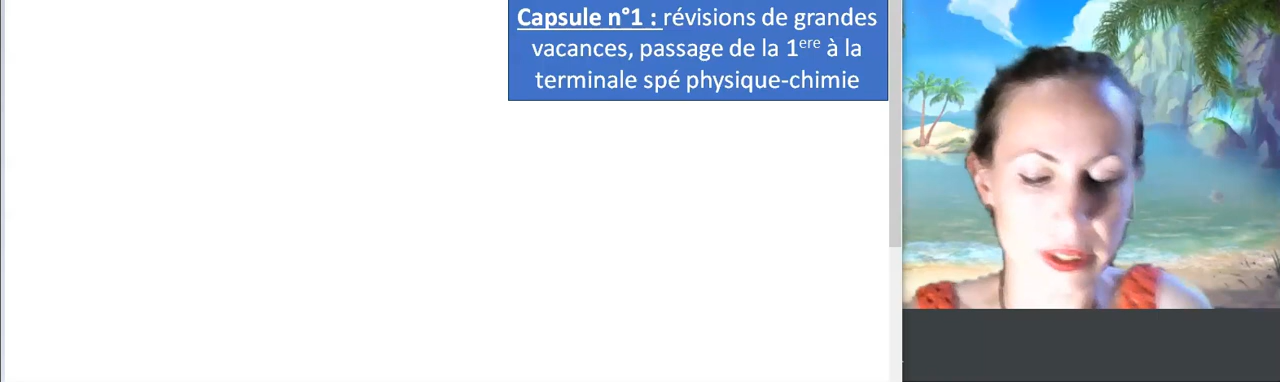 Capsule n°1 : révisions de grandes
vacances, passage de la 1ere à la
terminale spé physique-chimie